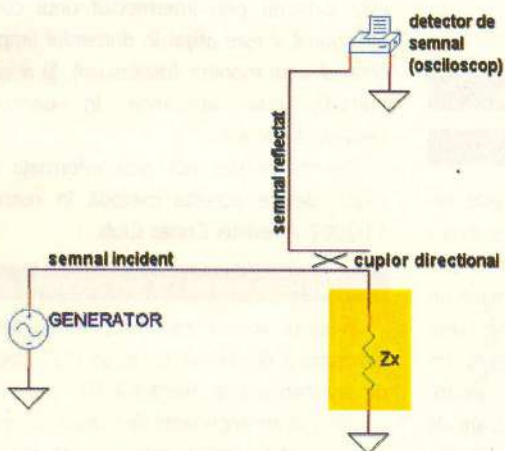 detector de
semnal
(osciloscop)
semnal reflectat
cuplor directional
semnal incident
GENERATOR
Zx